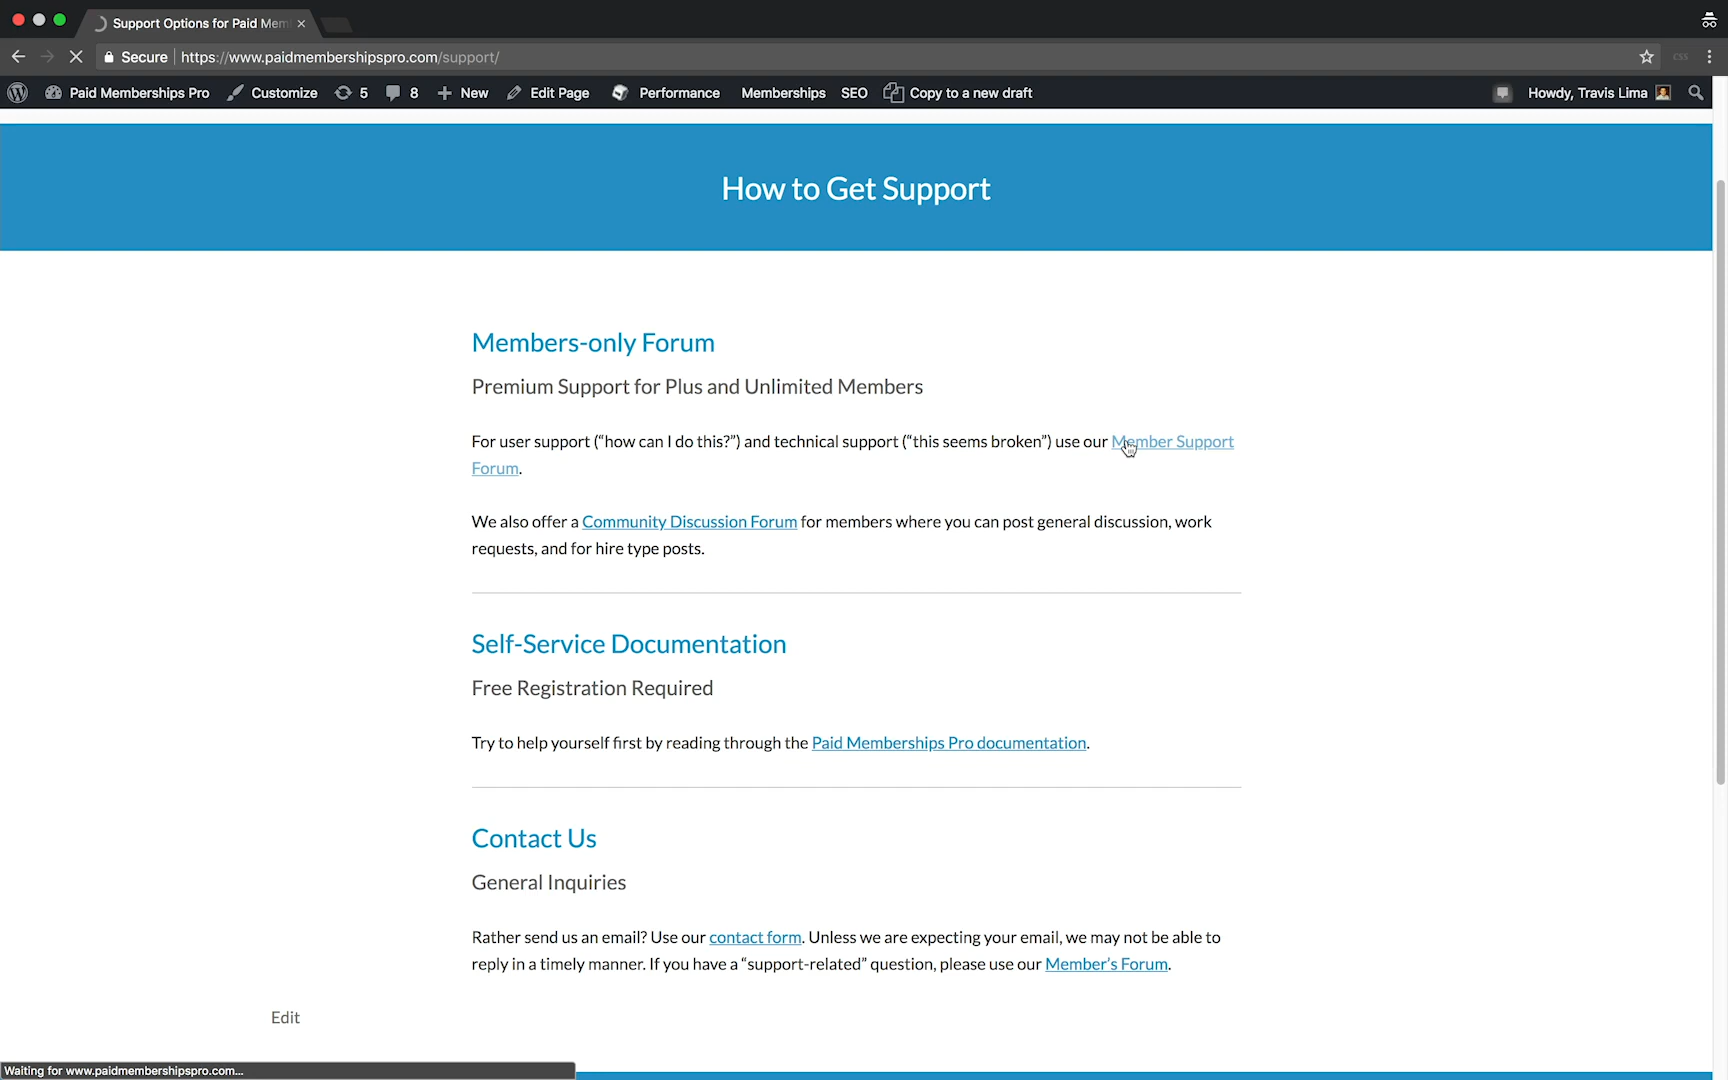 Support Options for Paid Mem
Secure https://www.paidmembershipspro.com/support/
CSS
Paid Memberships Pro Customize 5 8 New Edit Page Performance Memberships SEO Copy to a new draft Howdy, Travis Lima
How to Get Support
Members-only Forum
Premium Support for Plus and Unlimited Members
For user support (“how can I do this?”) and technical support (“this seems broken”) use our Member Support
Forum.
We also offer a Community Discussion Forum for members where you can post general discussion, work
requests, and for hire type posts.
Self-Service Documentation
Free Registration Required
Try to help yourself first by reading through the Paid Memberships Pro documentation.
Contact Us
General Inquiries
Rather send us an email? Use our contact form. Unless we are expecting your email, we may not be able to
reply in a timely manner. If you have a “support-related” question, please use our Member’s Forum.
Edit
Waiting for www.paidmembershipspro.com...